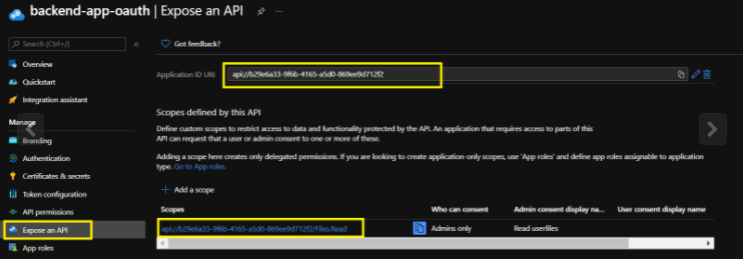 backend-app-oauth | Expose an API
Search (Ctrl+/)
Got feedback?
Overview
Quickstart
Integration assistant
Manage
Branding
Authentication
Certificates & secrets
Token configuration
API permissions
Expose an API
App roles
Application ID URI
api://b29e6a33-9f6b-4165-a5d0-869ee9d712f2
Scopes defined by this API
Define custom scopes to restrict access to data and functionality protected by the API. An application that requires access to parts of this
API can request that a user or admin consent to one or more of these.
Adding a scope here creates only delegated permissions. If you are looking to create application-only scopes, use 'App roles' and define app roles assignable to application
type. Go to App roles.
Add a scope
Scopes Who can consent Admin consent display na... User consent display name
api://b29e6a33-9f6b-4165-a5d0-869ee9d712f2/Files.Read Admins only Read userfiles